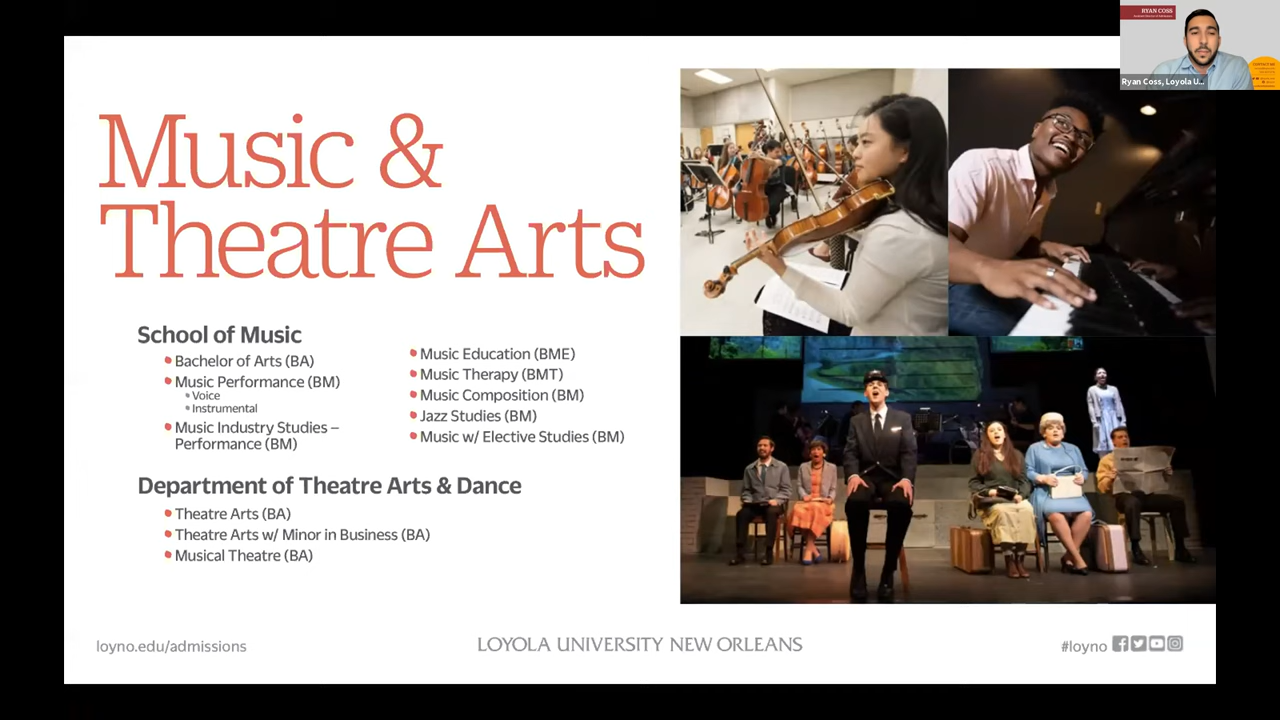 RYAN COSS
Ryan Coss, Loyola U...
Music &
Theatre Arts
School of Music
Bachelor of Arts (BA)
Music Performance (BM)
Voice
Instrumental
Music Industry Studies –
Performance (BM)
Music Education (BME)
Music Therapy (BMT)
Music Composition (BM)
Jazz Studies (BM)
Music w/ Elective Studies (BM)
Department of Theatre Arts & Dance
Theatre Arts (BA)
Theatre Arts w/ Minor in Business (BA)
Musical Theatre (BA)
loyno.edu/admissions
LOYOLA UNIVERSITY NEW ORLEANS
#loyno